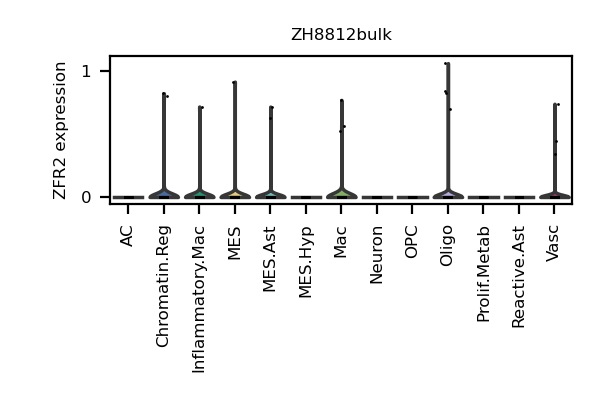 ZH8812bulk
ZFR2 expression
1
0
AC
Chromatin.Reg
Inflammatory.Mac
MES
MES.Ast
MES.Hyp
Mac
Neuron
OPC
Oligo
Prolif.Metab
Reactive.Ast
Vasc